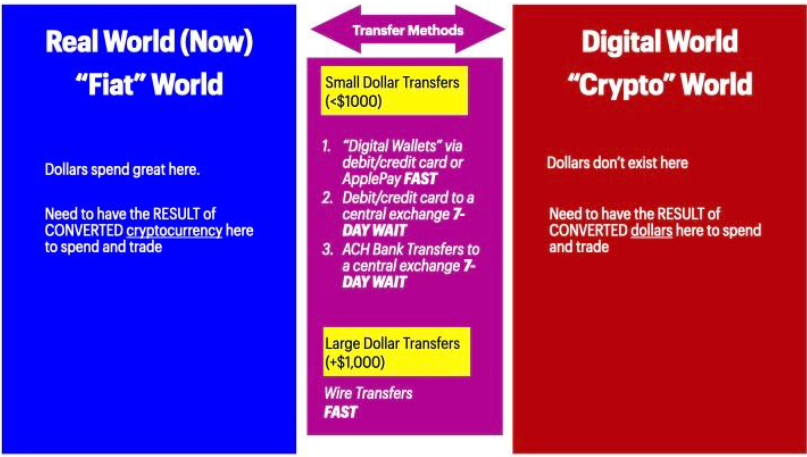 Real World (Now)
“Fiat” World
Dollars spend great here.
Need to have the RESULT of
CONVERTED cryptocurrency here
to spend and trade
Transfer Methods
Small Dollar Transfers
(<$1000)
1. “Digital Wallets” via
debit/credit card or
ApplePay FAST
2. Debit/credit card to a
central exchange 7-
DAY WAIT
3. ACH Bank Transfers to
a central exchange 7-
DAY WAIT
Large Dollar Transfers
(+$1,000)
Wire Transfers
FAST
Digital World
“Crypto” World
Dollars don’t exist here
Need to have the RESULT of
CONVERTED dollars here to spend
and trade